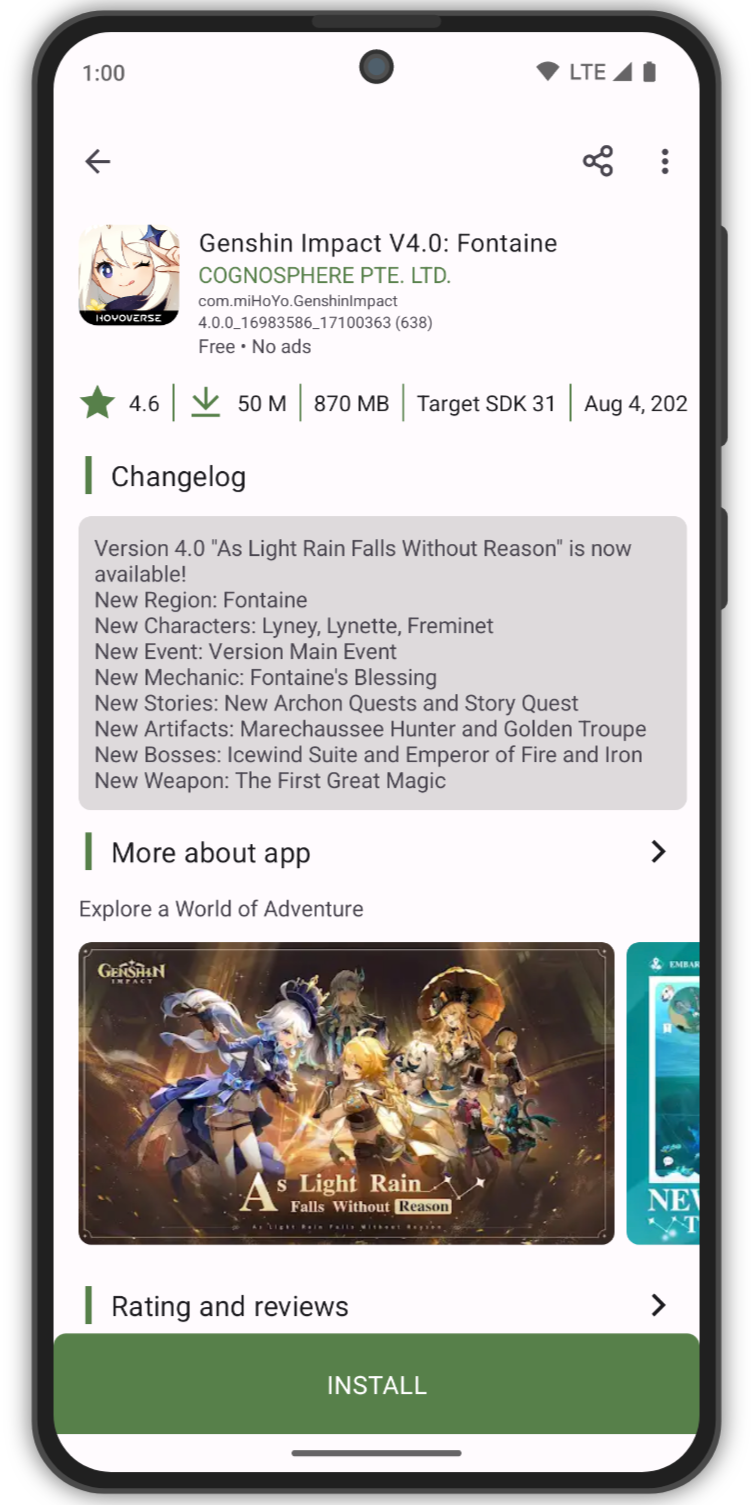 1:00
LTE
Genshin Impact V4.0: Fontaine
COGNOSPHERE PTE. LTD.
com.miHoYo.GenshinImpact
4.0.0_16983586_17100363 (638)
Free • No ads
HOYOVERSE
4.6 50 M 870 MB Target SDK 31 Aug 4, 202
Changelog
Version 4.0 "As Light Rain Falls Without Reason" is now
available!
New Region: Fontaine
New Characters: Lyney, Lynette, Freminet
New Event: Version Main Event
New Mechanic: Fontaine's Blessing
New Stories: New Archon Quests and Story Quest
New Artifacts: Marechaussee Hunter and Golden Troupe
New Bosses: Icewind Suite and Emperor of Fire and Iron
New Weapon: The First Great Magic
More about app
Explore a World of Adventure
GENSHIN
IMPACT
As Light Rain
Falls Without Reason
As Light Rain Falls Without Reason
EMBAR
NEW
T
Rating and reviews
INSTALL